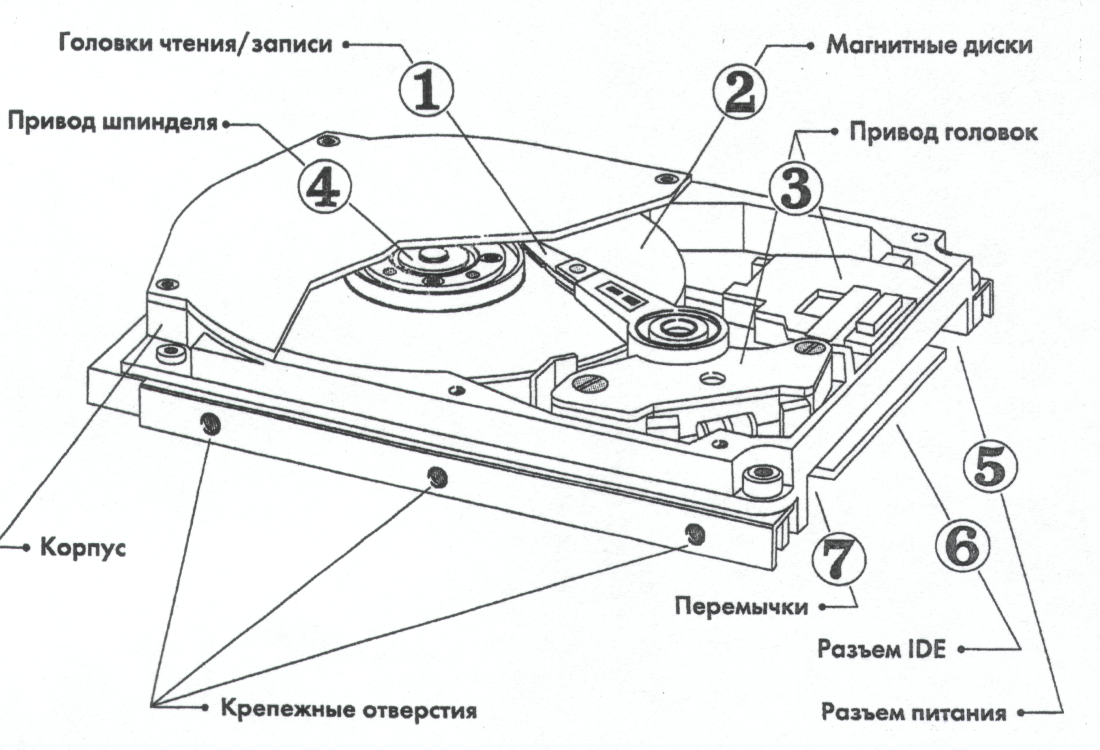 Головки чтения/записи
1
2
Магнитные диски
Привод шпинделя
Привод головок
4
3
5
6
7
Корпус
Перемычки
Разъем IDE
Крепежные отверстия
Разъем питания